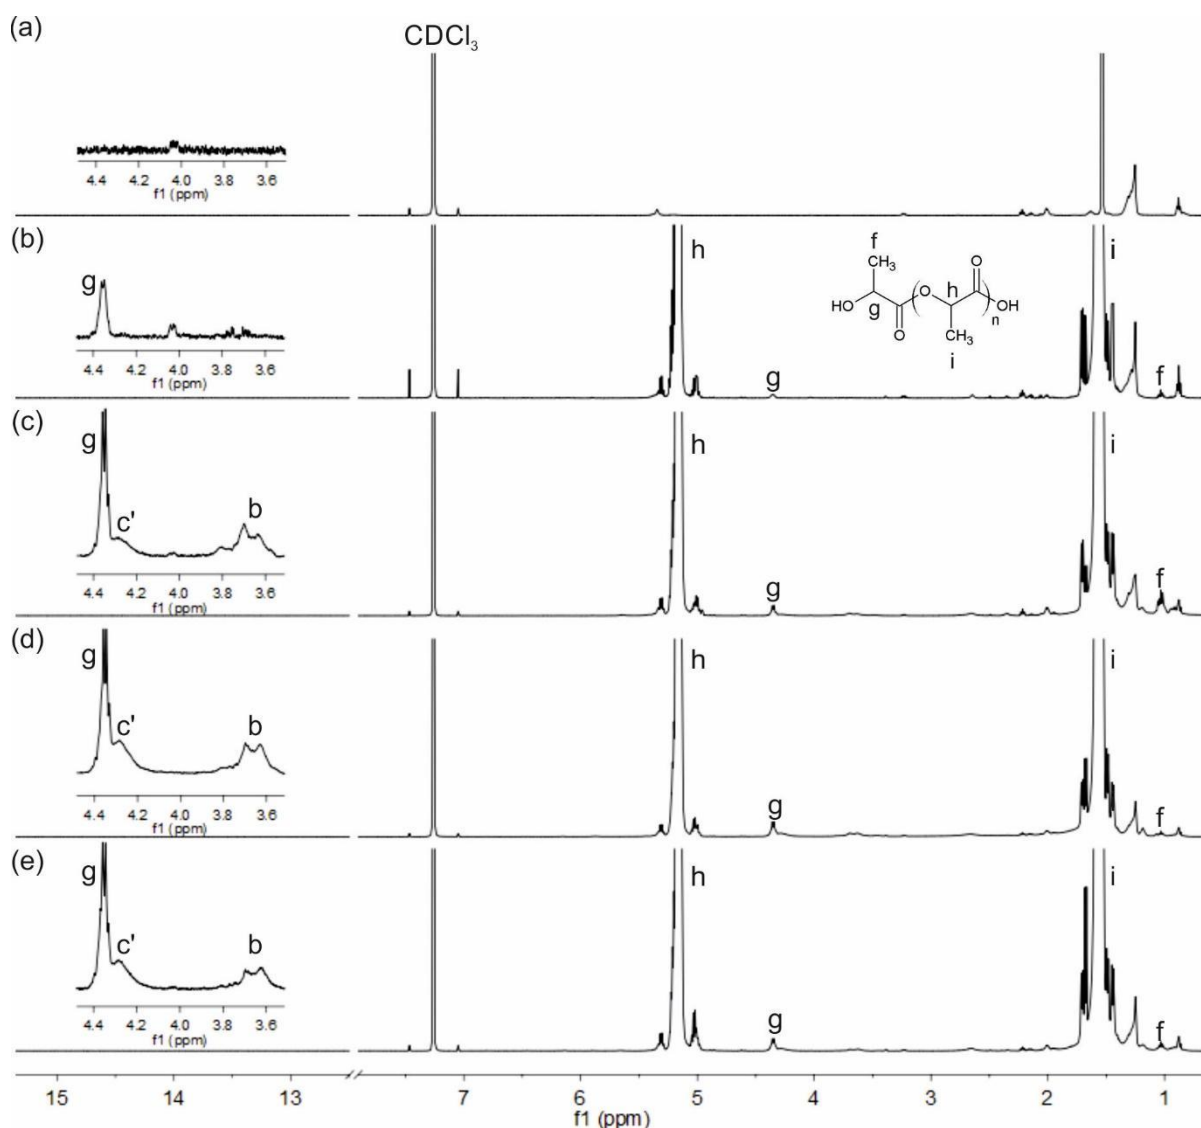 (a)
CDCl3
4.4 4.2 4.0 3.8 3.6
f1 (ppm)
(b)
g
4.4 4.2 4.0 3.8 3.6
f1 (ppm)
h
f
CH3
O
O
h
HO
g
O
n
OH
CH3
i
i
g
f
(c)
g
c'
b
4.4 4.2 4.0 3.8 3.6
f1 (ppm)
h
i
g
f
(d)
g
c'
b
4.4 4.2 4.0 3.8 3.6
f1 (ppm)
h
i
g
f
(e)
g
c'
b
4.4 4.2 4.0 3.8 3.6
f1 (ppm)
h
i
g
f
15 14 13 7 6 5 4 3 2 1
f1 (ppm)